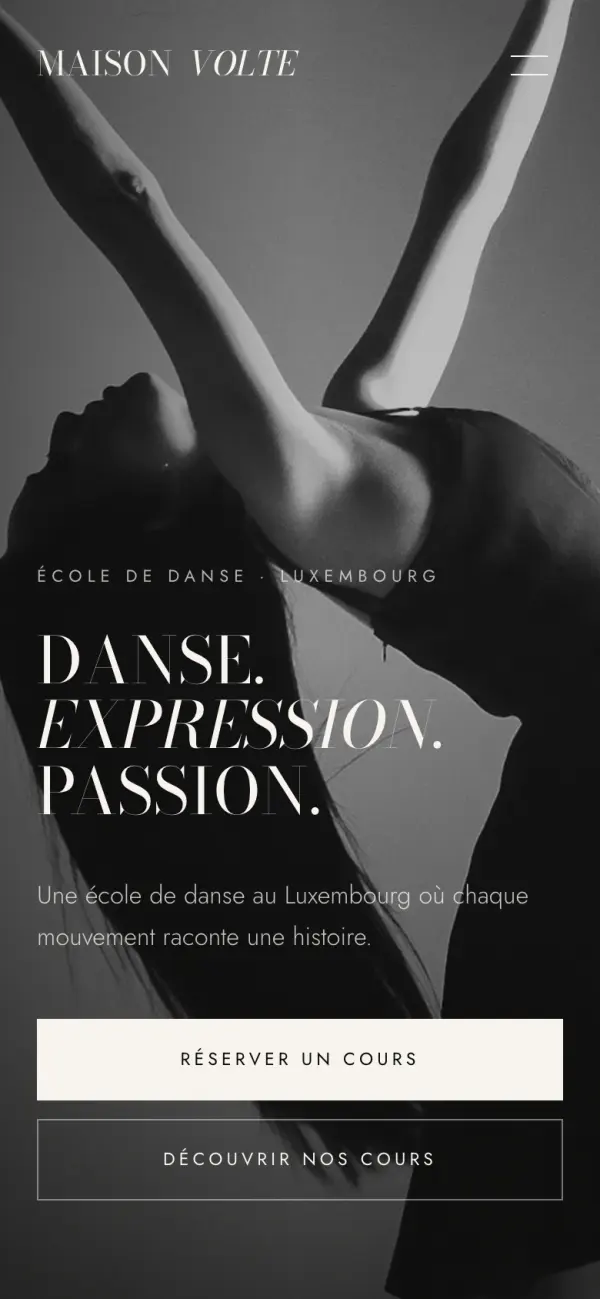 MAISON VOLTE
ÉCOLE DE DANSE · LUXEMBOURG
DANSE.
EXPRESSION.
PASSION.
Une école de danse au Luxembourg où chaque
mouvement raconte une histoire.
RÉSERVER UN COURS
DÉCOUVRIR NOS COURS